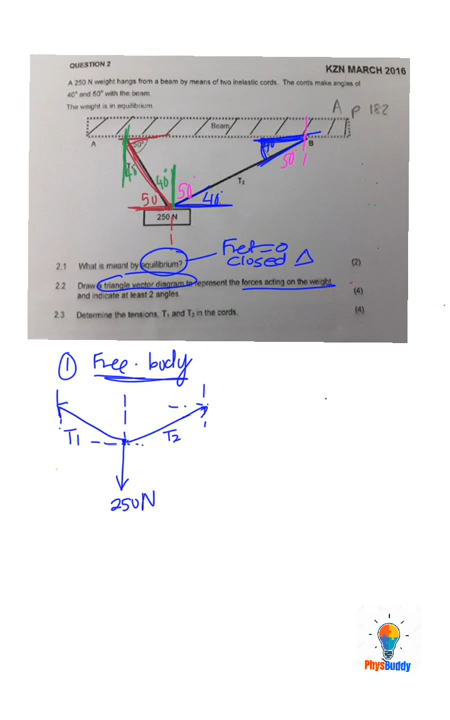 QUESTION 2
KZN MARCH 2016
A 250 N weight hangs from a beam by means of two inelastic cords. The cords make angles of
40° and 50° with the beam.
The weight is in equilibrium.
A p 182
Beam
A
50°
40
B
40
50
T₂
40°
50
50
40°
250 N
Fnet = 0
closed Δ
2.1 What is meant by equilibrium? (2)
2.2 Draw a triangle vector diagram to represent the forces acting on the weight
and indicate at least 2 angles. (4)
2.3 Determine the tensions, T₁ and T₂ in the cords. (4)
① Free-body
T1
T2
250N
PhysBuddy